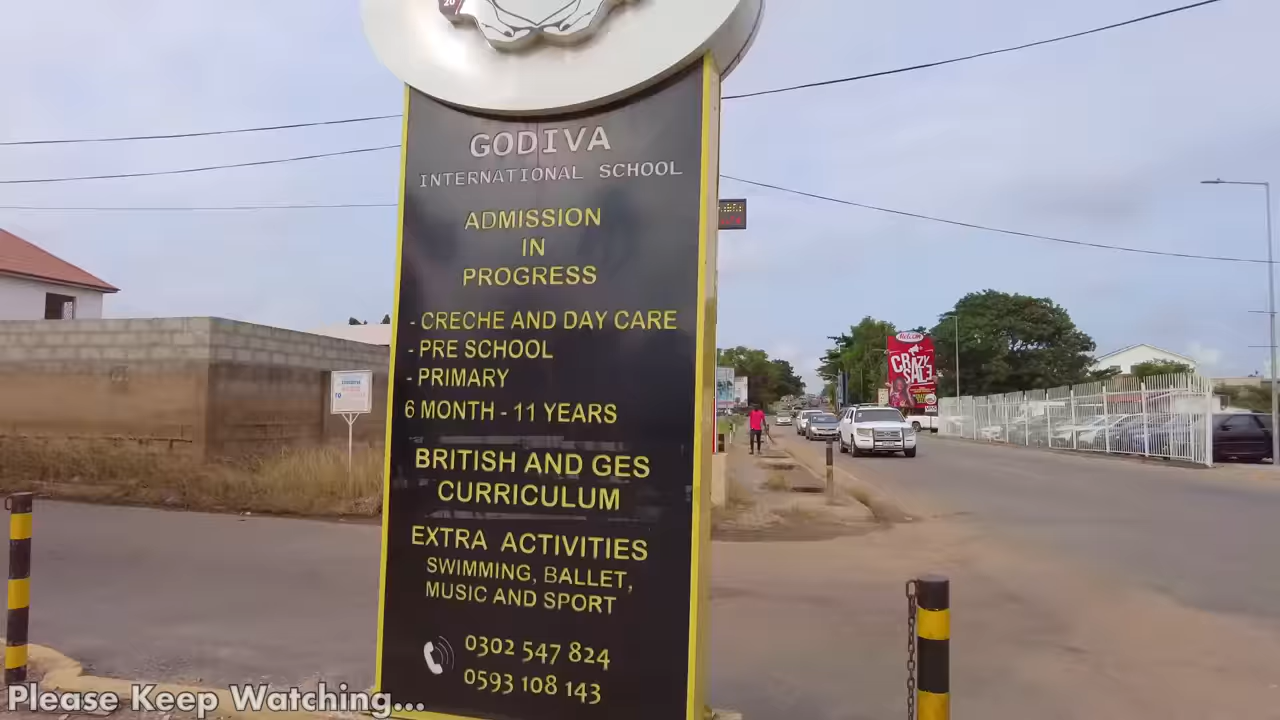 GODIVA
INTERNATIONAL SCHOOL
ADMISSION
IN
PROGRESS
- CRECHE AND DAY CARE
- PRE SCHOOL
- PRIMARY
6 MONTH - 11 YEARS
BRITISH AND GES
CURRICULUM
EXTRA ACTIVITIES
SWIMMING, BALLET,
MUSIC AND SPORT
0302 547 824
0593 108 143
CRAZY
SALE
Please Keep Watching...